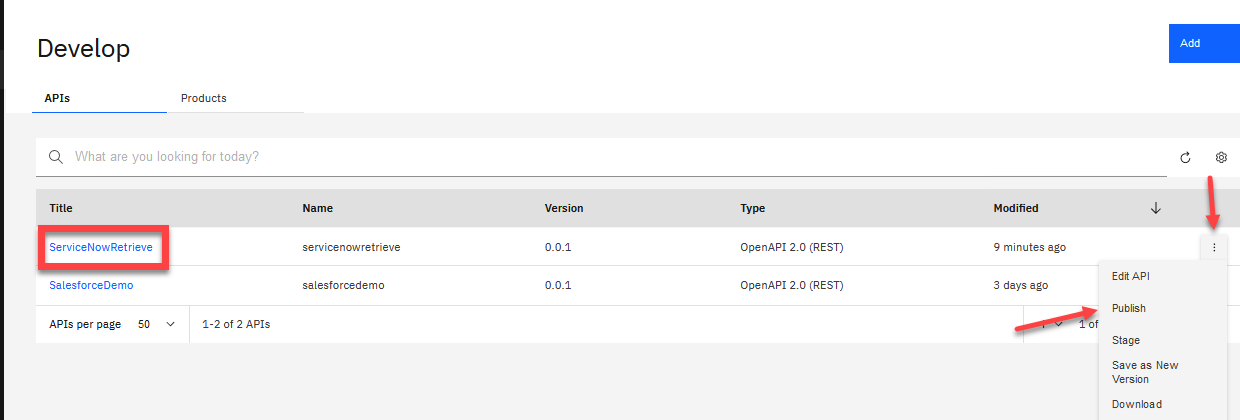 Develop
Add
APIs Products
What are you looking for today?
Title Name Version Type Modified
ServiceNowRetrieve servicenowretrieve 0.0.1 OpenAPI 2.0 (REST) 9 minutes ago
Edit API
SalesforceDemo salesforcedemo 0.0.1 OpenAPI 2.0 (REST) 3 days ago
Publish
APIs per page 50 1-2 of 2 APIs 1 of
Stage
Save as New
Version
Download